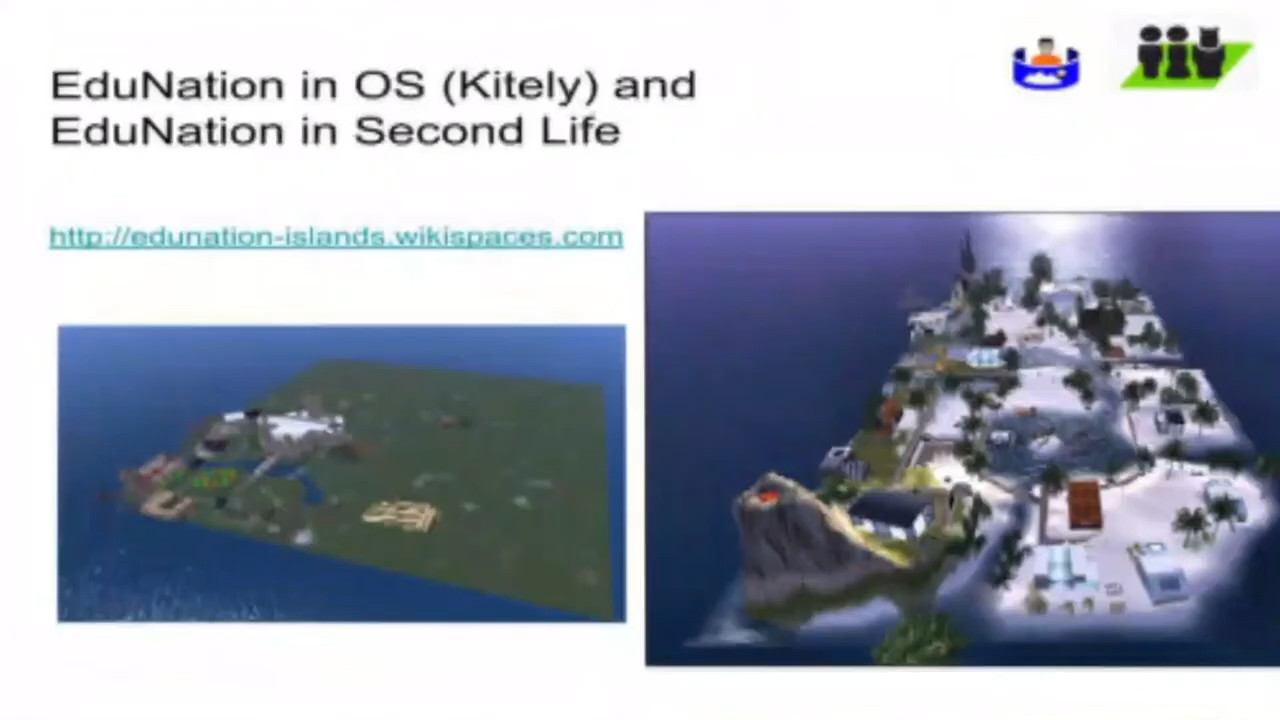 EduNation in OS (Kitely) and
EduNation in Second Life
http://edunation-islands.wikispaces.com